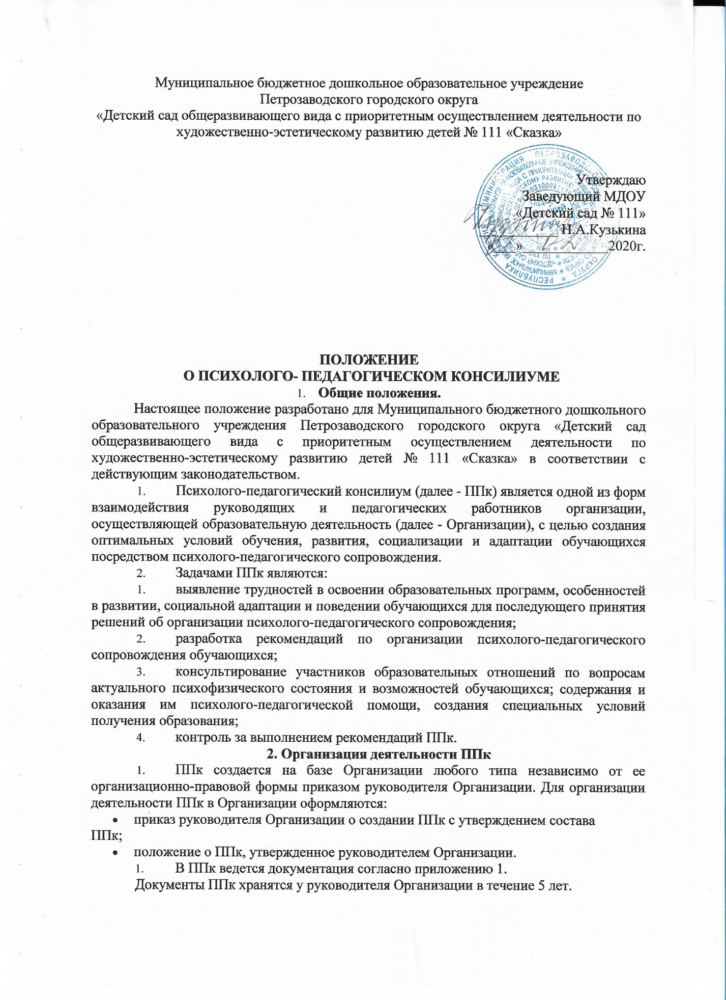 Муниципальное бюджетное дошкольное образовательное учреждение
Петрозаводского городского округа
«Детский сад общеразвивающего вида с приоритетным осуществлением деятельности по
художественно-эстетическому развитию детей № 111 «Сказка»
Утверждаю
Заведующий МДОУ
«Детский сад № 111»
____________ Н.А.Кузькина
«___»____________2020г.
ПОЛОЖЕНИЕ
О ПСИХОЛОГО- ПЕДАГОГИЧЕСКОМ КОНСИЛИУМЕ
1. Общие положения.
Настоящее положение разработано для Муниципального бюджетного дошкольного
образовательного учреждения Петрозаводского городского округа «Детский сад
общеразвивающего вида с приоритетным осуществлением деятельности по
художественно-эстетическому развитию детей № 111 «Сказка» в соответствии с
действующим законодательством.
1. Психолого-педагогический консилиум (далее - ППк) является одной из форм
взаимодействия руководящих и педагогических работников организации,
осуществляющей образовательную деятельность (далее - Организации), с целью создания
оптимальных условий обучения, развития, социализации и адаптации обучающихся
посредством психолого-педагогического сопровождения.
2. Задачами ППк являются:
1. выявление трудностей в освоении образовательных программ, особенностей
в развитии, социальной адаптации и поведении обучающихся для последующего принятия
решений об организации психолого-педагогического сопровождения;
2. разработка рекомендаций по организации психолого-педагогического
сопровождения обучающихся;
3. консультирование участников образовательных отношений по вопросам
актуального психофизического состояния и возможностей обучающихся; содержания и
оказания им психолого-педагогической помощи, создания специальных условий
получения образования;
4. контроль за выполнением рекомендаций ППк.
2. Организация деятельности ППк
1. ППк создается на базе Организации любого типа независимо от ее
организационно-правовой формы приказом руководителя Организации. Для организации
деятельности ППк в Организации оформляются:
• приказ руководителя Организации о создании ППк с утверждением состава
ППк;
• положение о ППк, утвержденное руководителем Организации.
1. В ППк ведется документация согласно приложению 1.
Документы ППк хранятся у руководителя Организации в течение 5 лет.